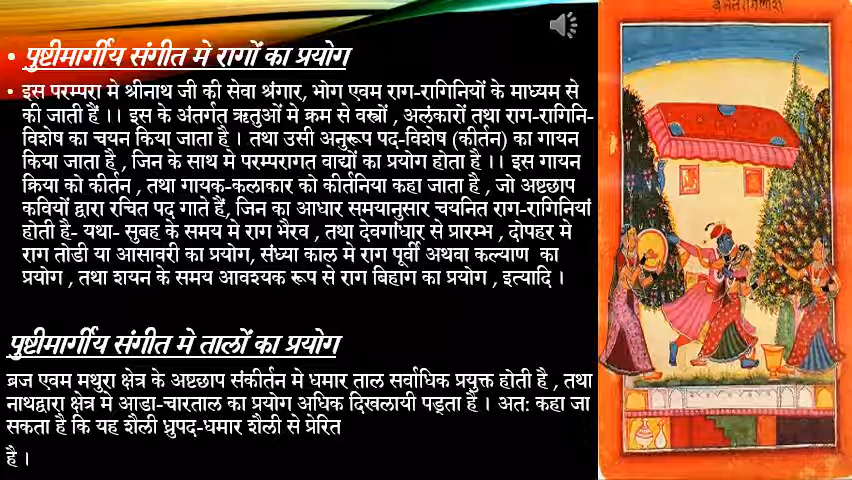 • पुष्टीमार्गीय संगीत मे रागों का प्रयोग
• इस परम्परा मे श्रीनाथ जी की सेवा श्रंगार, भोग एवम राग-रागिनियों के माध्यम से
की जाती हैं ।। इस के अंतर्गत ऋतुओं मे क्रम से वस्त्रों , अलंकारों तथा राग-रागिनि-
विशेष का चयन किया जाता है । तथा उसी अनुरूप पद-विशेष (कीर्तन) का गायन
किया जाता है , जिन के साथ मे परम्परागत वाद्यों का प्रयोग होता है ।। इस गायन
क्रिया को कीर्तन , तथा गायक-कलाकार को कीर्तनिया कहा जाता है , जो अष्टछाप
कवियों द्वारा रचित पद गाते हैं, जिन का आधार समयानुसार चयनित राग-रागिनियां
होती है- यथा- सुबह के समय मे राग भैरव , तथा देवगांधार से प्रारम्भ , दोपहर मे
राग तोडी या आसावरी का प्रयोग, संध्या काल मे राग पूर्वी अथवा कल्याण का
प्रयोग , तथा शयन के समय आवश्यक रूप से राग बिहाग का प्रयोग , इत्यादि ।
पुष्टीमार्गीय संगीत मे तालों का प्रयोग
ब्रज एवम मथुरा क्षेत्र के अष्टछाप संकीर्तन मे धमार ताल सर्वाधिक प्रयुक्त होती है , तथा
नाथद्वारा क्षेत्र मे आडा-चारताल का प्रयोग अधिक दिखलायी पड़्ता है । अत: कहा जा
सकता है कि यह शैली ध्रुपद-धमार शैली से प्रेरित
है ।